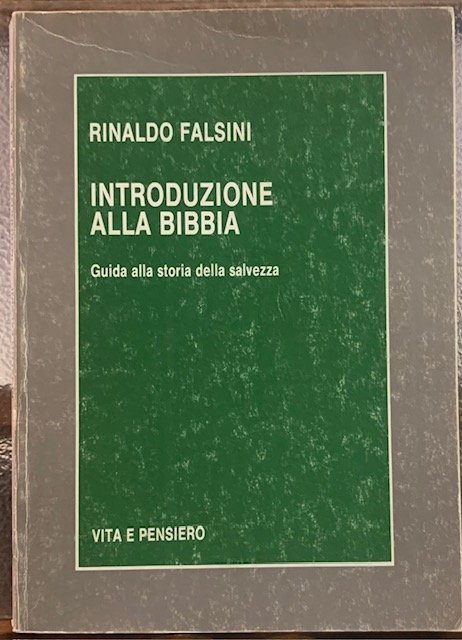 RINALDO FALSINI
INTRODUZIONE
ALLA BIBBIA
Guida alla storia della salvezza
VITA E PENSIERO